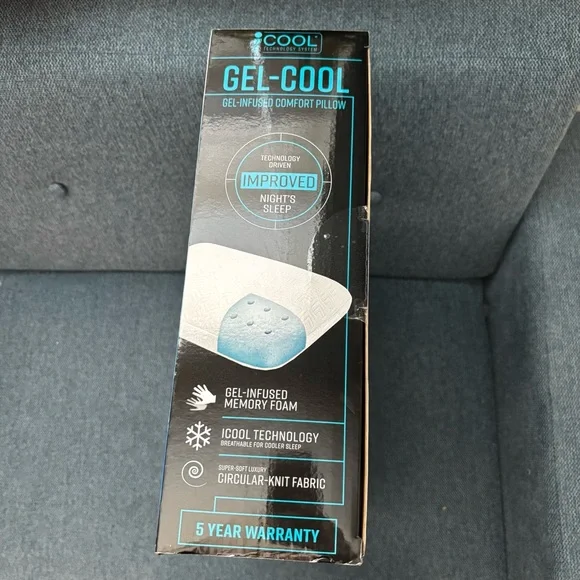 iCOOL
TECHNOLOGY SYSTEM
GEL-COOL
GEL-INFUSED COMFORT PILLOW
TECHNOLOGY
DRIVEN
IMPROVED
NIGHT'S
SLEEP
GEL-INFUSED
MEMORY FOAM
ICOOL TECHNOLOGY
BREATHABLE FOR COOLER SLEEP
SUPER-SOFT LUXURY
CIRCULAR-KNIT FABRIC
5 YEAR WARRANTY